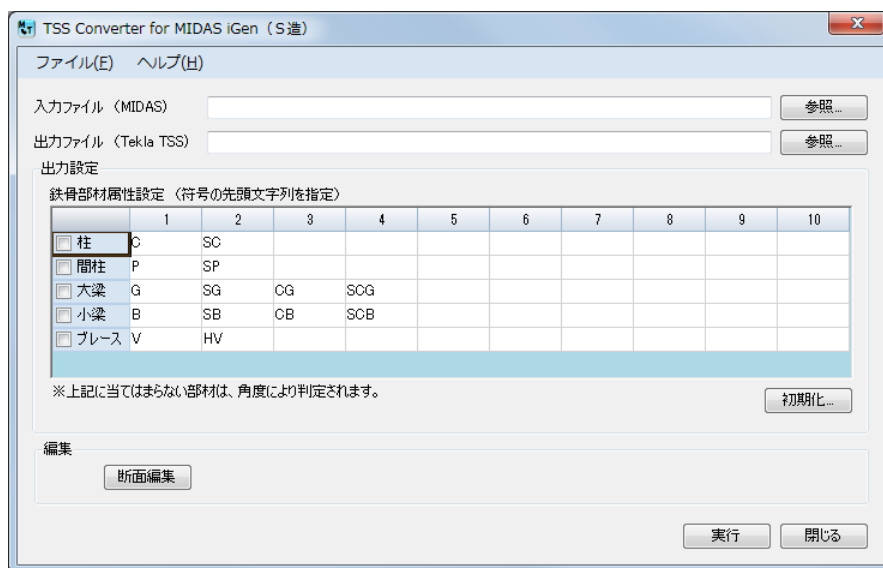 TSS Converter for MIDAS iGen（S造）
ファイル(F) ヘルプ(H)
入力ファイル（MIDAS） 参照...
出力ファイル（Tekla TSS） 参照...
出力設定
鉄骨部材属性設定（符号の先頭文字列を指定）
1 2 3 4 5 6 7 8 9 10
柱 C SC
間柱 P SP
大梁 G SG CG SCG
小梁 B SB CB SCB
ブレース V HV
※上記に当てはまらない部材は、角度により判定されます。
初期化...
編集
断面編集
実行 閉じる